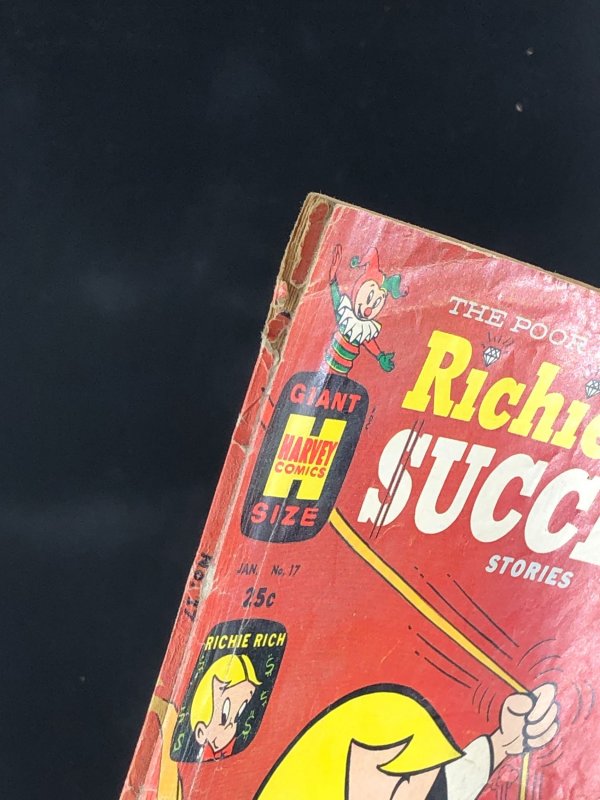 THE POOR
Richie
SUCC
STORIES
GIANT
HARVEY
COMICS
SIZE
JAN. No. 17
25c
No. 17
RICHIE RICH